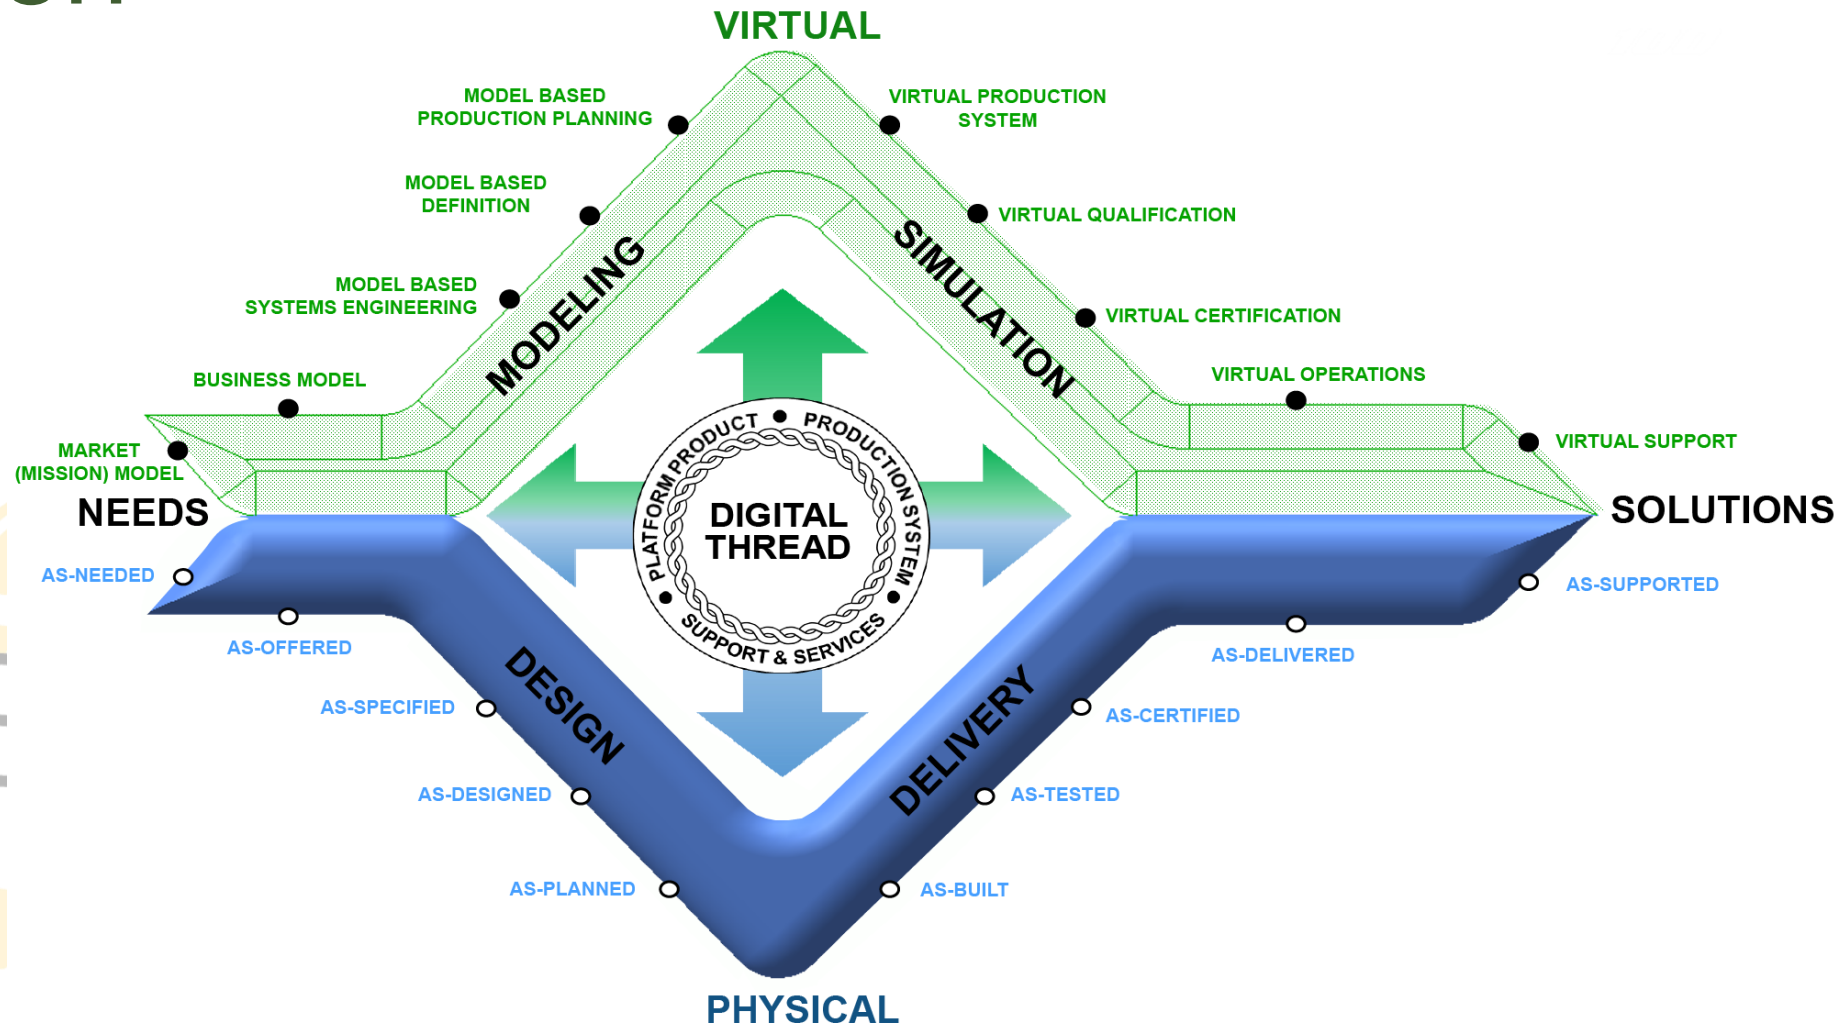 VIRTUAL
MODEL BASED
PRODUCTION PLANNING
VIRTUAL PRODUCTION
SYSTEM
MODEL BASED
DEFINITION
VIRTUAL QUALIFICATION
MODEL BASED
SYSTEMS ENGINEERING
MODELING
SIMULATION
VIRTUAL CERTIFICATION
BUSINESS MODEL
VIRTUAL OPERATIONS
MARKET
(MISSION) MODEL
VIRTUAL SUPPORT
NEEDS
SOLUTIONS
PLATFORM PRODUCT
PRODUCTION SYSTEM
SUPPORT & SERVICES
DIGITAL
THREAD
AS-NEEDED
AS-SUPPORTED
AS-OFFERED
AS-DELIVERED
DESIGN
DELIVERY
AS-SPECIFIED
AS-CERTIFIED
AS-DESIGNED
AS-TESTED
AS-PLANNED
AS-BUILT
PHYSICAL